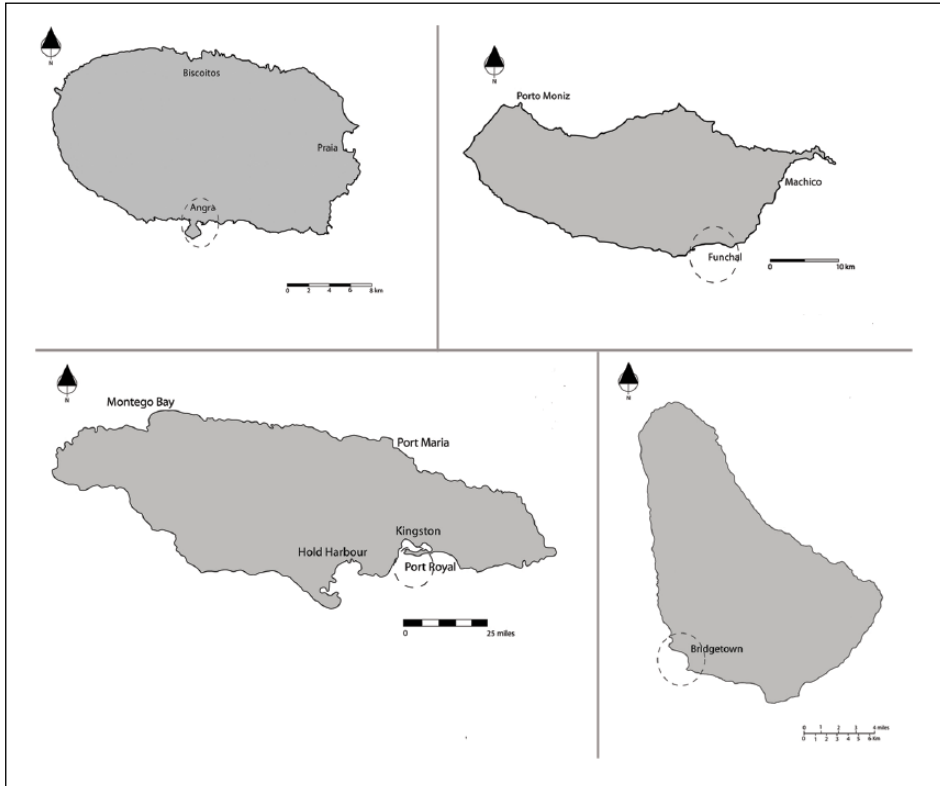 N
Biscoitos
Praia
Angra
0 2 4 6 8 km
N
Porto Moniz
Machico
Funchal
0 10 km
N
Montego Bay
Port Maria
Kingston
Hold Harbour
Port Royal
0 25 miles
N
Bridgetown
0 1 2 3 4 miles
0 1 2 3 4 5 6 Km